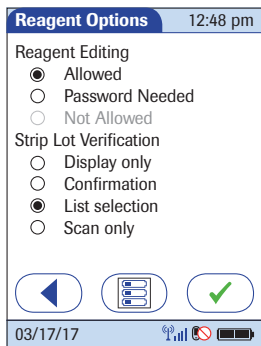 Reagent Options 12:48 pm
Reagent Editing
Allowed
Password Needed
Not Allowed
Strip Lot Verification
Display only
Confirmation
List selection
Scan only
03/17/17